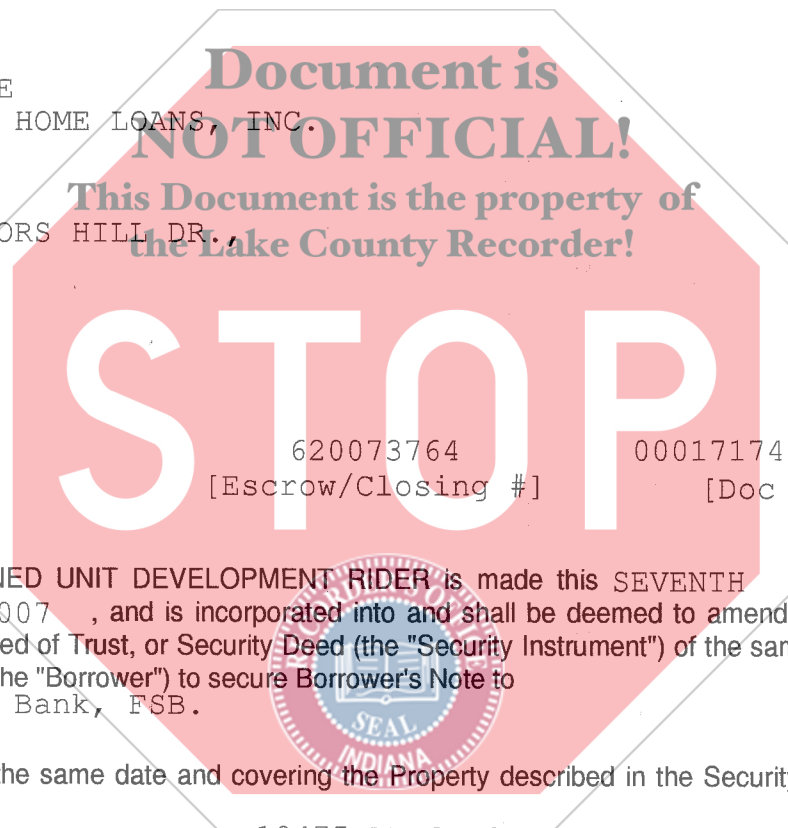 Document is
E
HOME LOANS, INC.
NOT OFFICIAL!
This Document is the property of
ORS HILL DR.,
the Lake County Recorder!
STOP
620073764 00017174
[Escrow/Closing #] [Doc
NED UNIT DEVELOPMENT RIDER is made this SEVENTH
007 , and is incorporated into and shall be deemed to amend
ed of Trust, or Security Deed (the "Security Instrument") of the sam
he "Borrower") to secure Borrower's Note to
Bank, FSB.
SEAL
INDIANA
the same date and covering the Property described in the Security